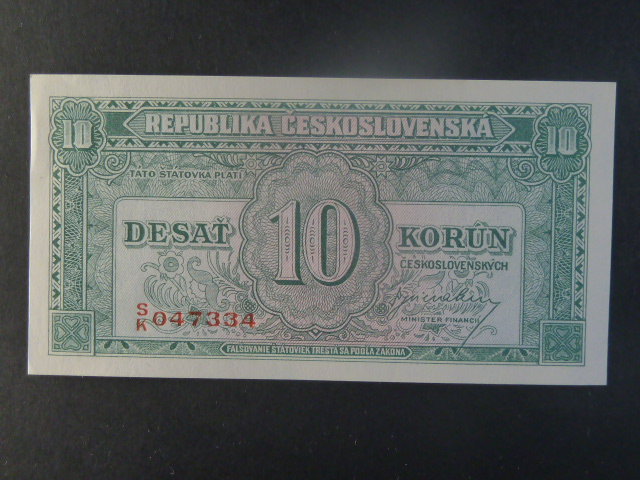 10 REPUBLIKA ČESKOSLOVENSKÁ 10
TATO ŠTÁTOVKA PLATÍ
DESAŤ 10 KORÚN
ČESKOSLOVENSKÝCH
S/K 047334
MINISTER FINANCIÍ
FALŠOVANIE ŠTÁTOVIEK TRESTÁ SA PODĽA ZÁKONA